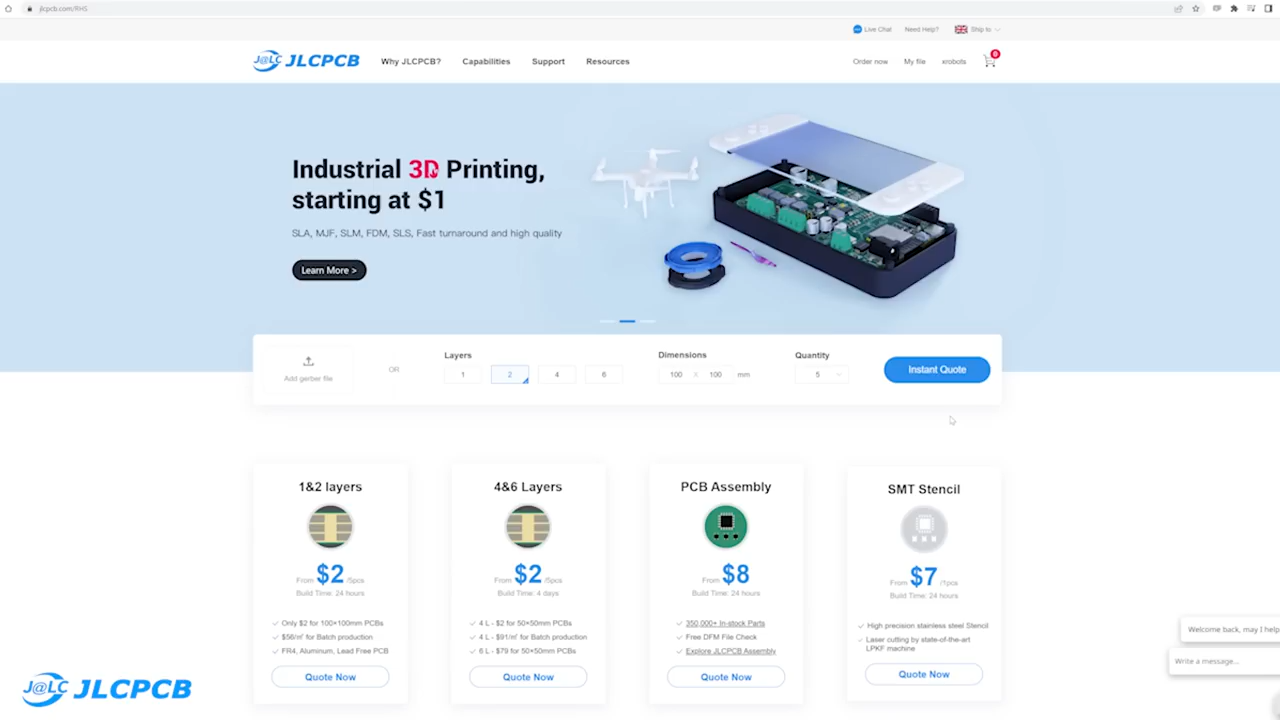 jlcpcb.com/RHS
Live Chat Need Help? Ship to
J@LC JLCPCB Why JLCPCB? Capabilities Support Resources Order now My file xrobots 0
Industrial 3D Printing,
starting at $1
SLA, MJF, SLM, FDM, SLS, Fast turnaround and high quality
Learn More >
Layers Dimensions Quantity
Add gerber file OR 1 2 4 6 100 X 100 mm 5 Instant Quote
1&2 layers
From $2 /5pcs
Build Time: 24 hours
Only $2 for 100×100mm PCBs
$56/㎡ for Batch production
FR4, Aluminum, Lead Free PCB
Quote Now
4&6 Layers
From $2 /5pcs
Build Time: 4 days
4 L - $2 for 50×50mm PCBs
4 L - $91/㎡ for Batch production
6 L - $79 for 50×50mm PCBs
Quote Now
PCB Assembly
From $8
Build Time: 24 hours
350,000+ In-stock Parts
Free DFM File Check
Explore JLCPCB Assembly
Quote Now
SMT Stencil
From $7 /1pcs
Build Time: 24 hours
High precision stainless steel Stencil
Laser cutting by state-of-the-art
LPKF machine
Quote Now
Welcome back, may I help
Write a message...
J@LC JLCPCB